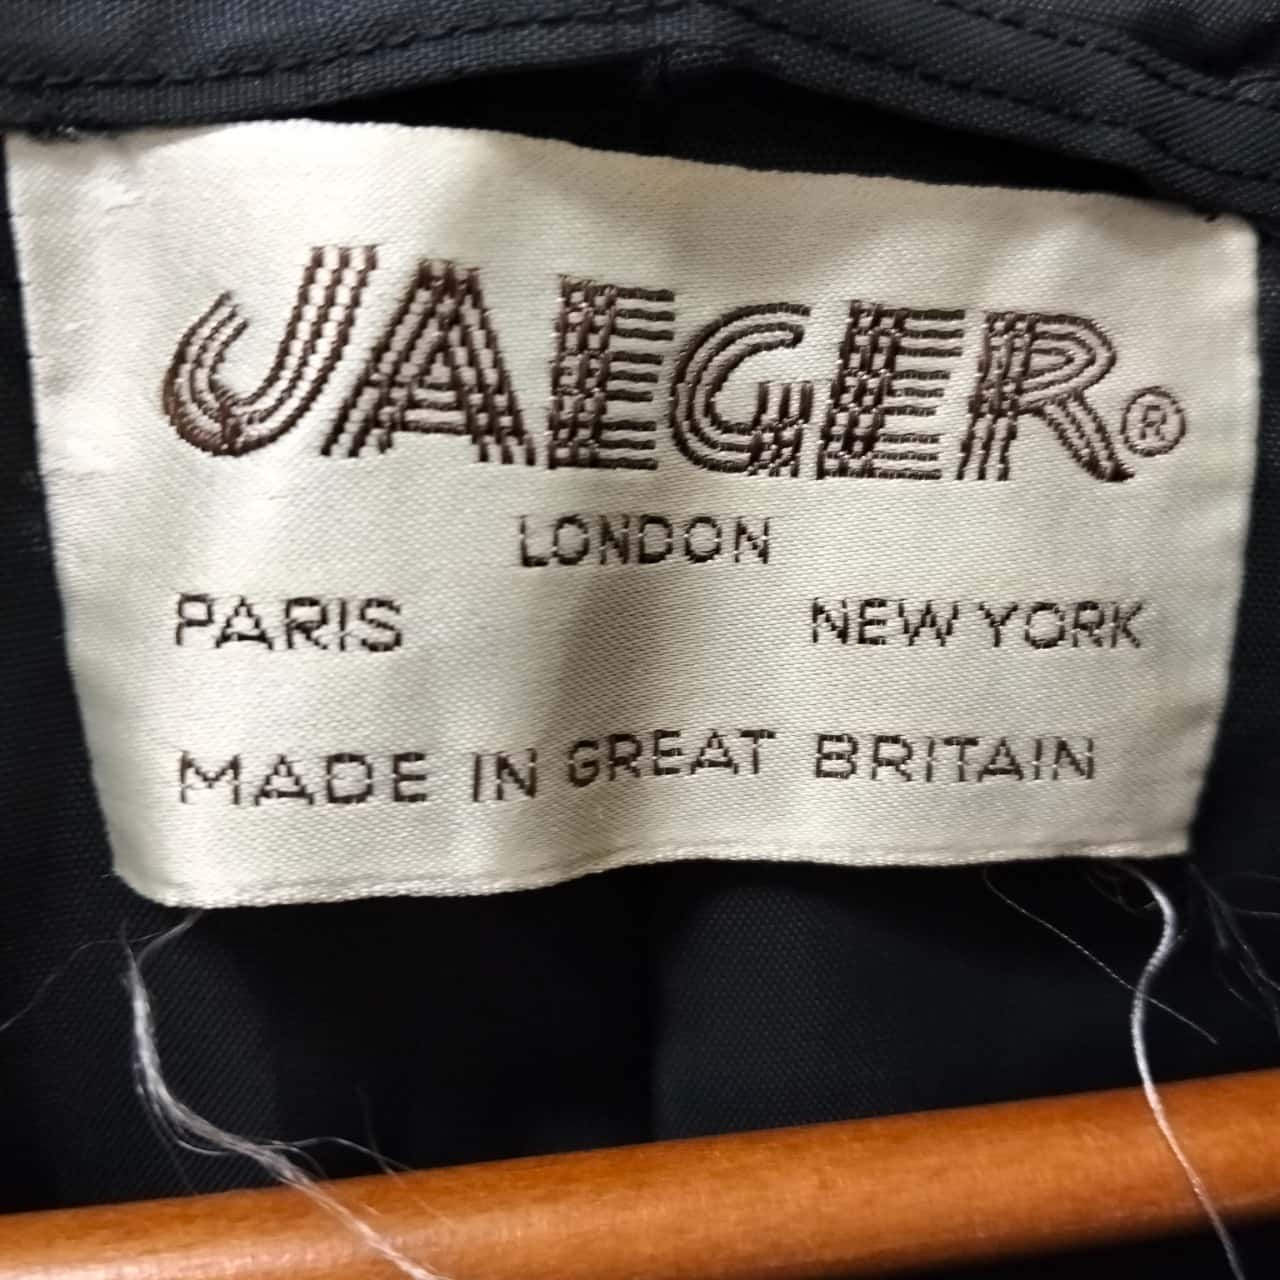 JAEGER®
LONDON
PARIS NEW YORK
MADE IN GREAT BRITAIN